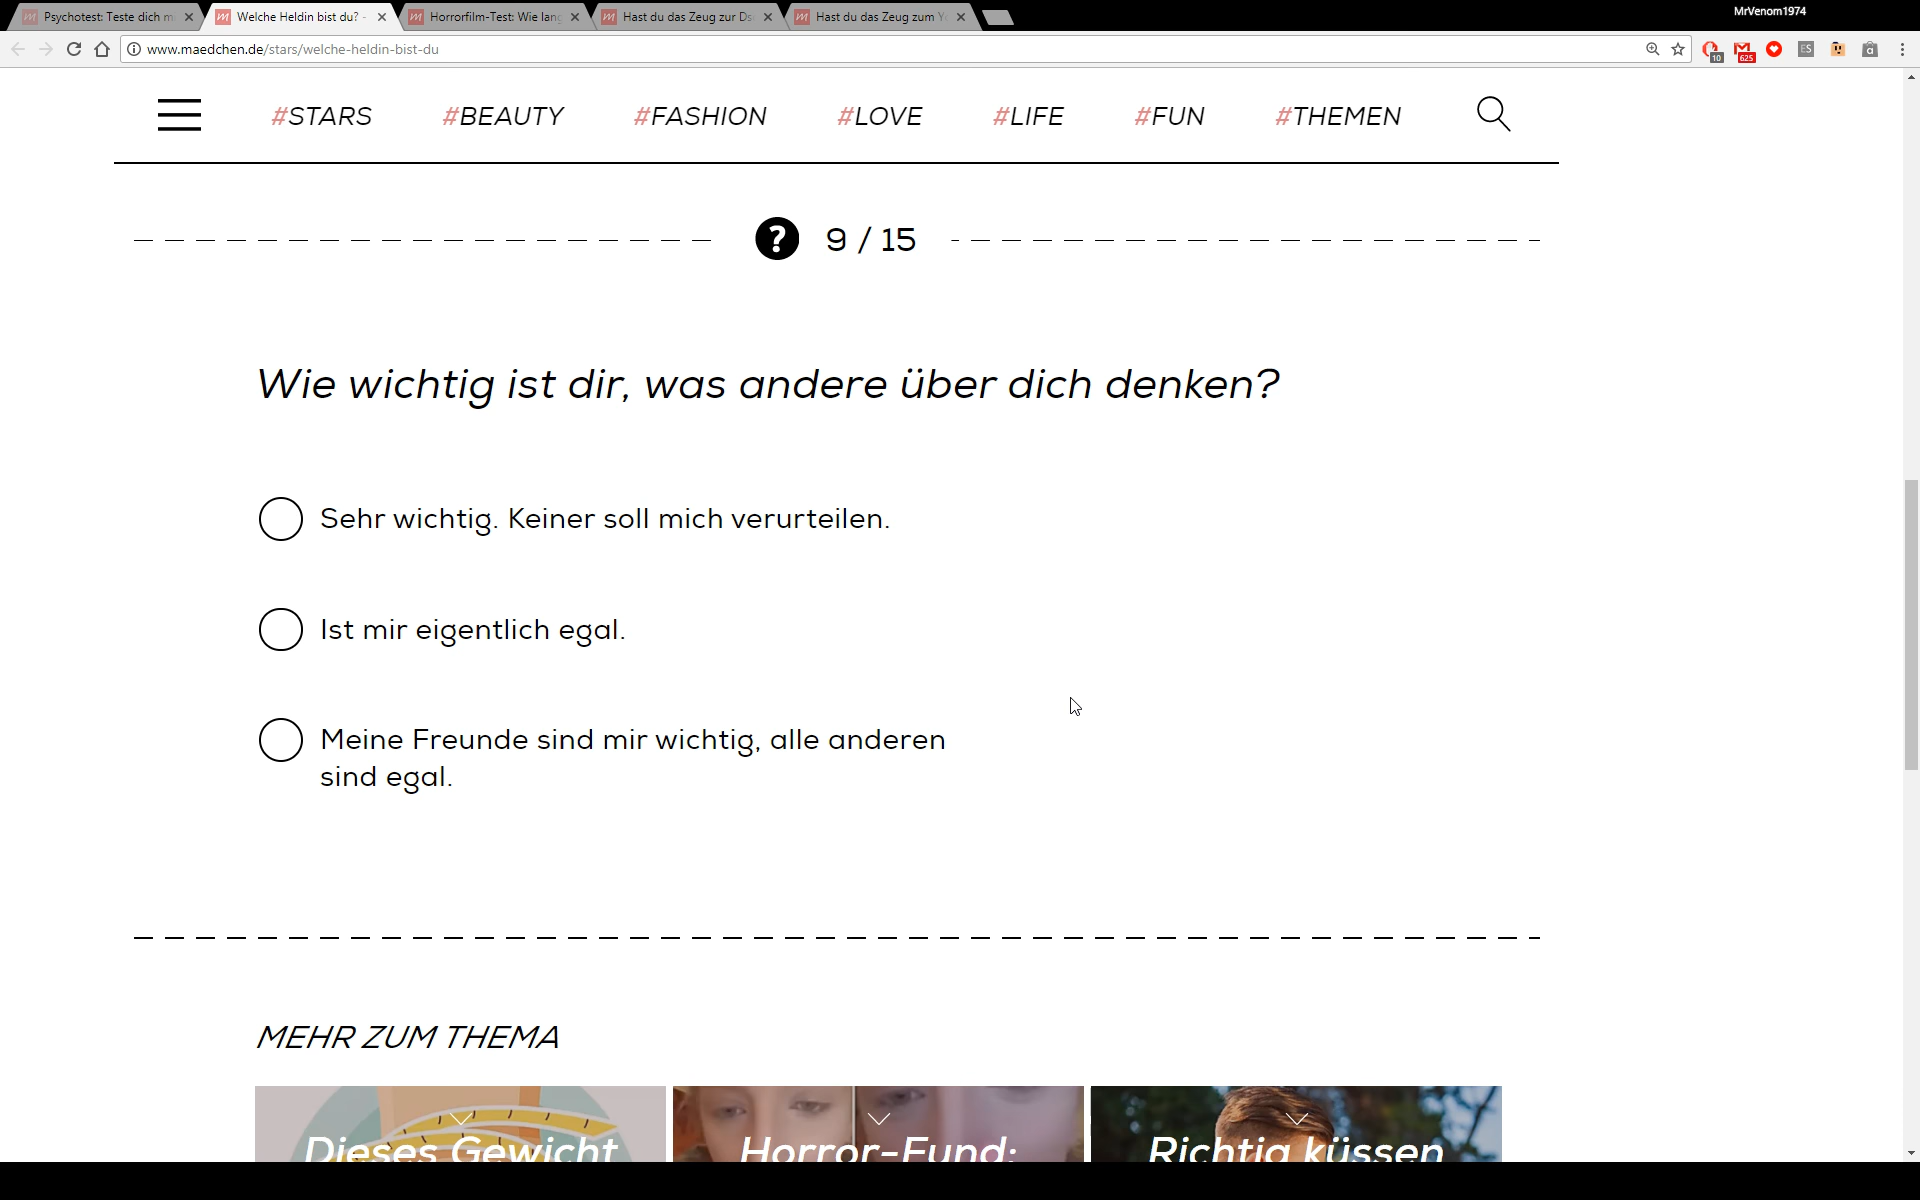 MrVenom1974
Psychotest: Teste dich m
Welche Heldin bist du? -
Horrorfilm-Test: Wie lang
Hast du das Zeug zur Ds
Hast du das Zeug zum Y
www.maedchen.de/stars/welche-heldin-bist-du
10
625
ES
#STARS #BEAUTY #FASHION #LOVE #LIFE #FUN #THEMEN
? 9 / 15
Wie wichtig ist dir, was andere über dich denken?
Sehr wichtig. Keiner soll mich verurteilen.
Ist mir eigentlich egal.
Meine Freunde sind mir wichtig, alle anderen
sind egal.
MEHR ZUM THEMA
Dieses Gewicht
Horror-Fund:
Richtig küssen